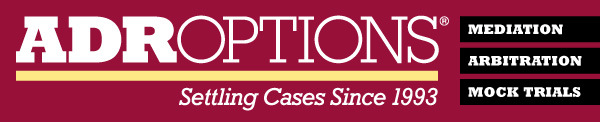 ADROPTIONS®
Settling Cases Since 1993
MEDIATION
ARBITRATION
MOCK TRIALS